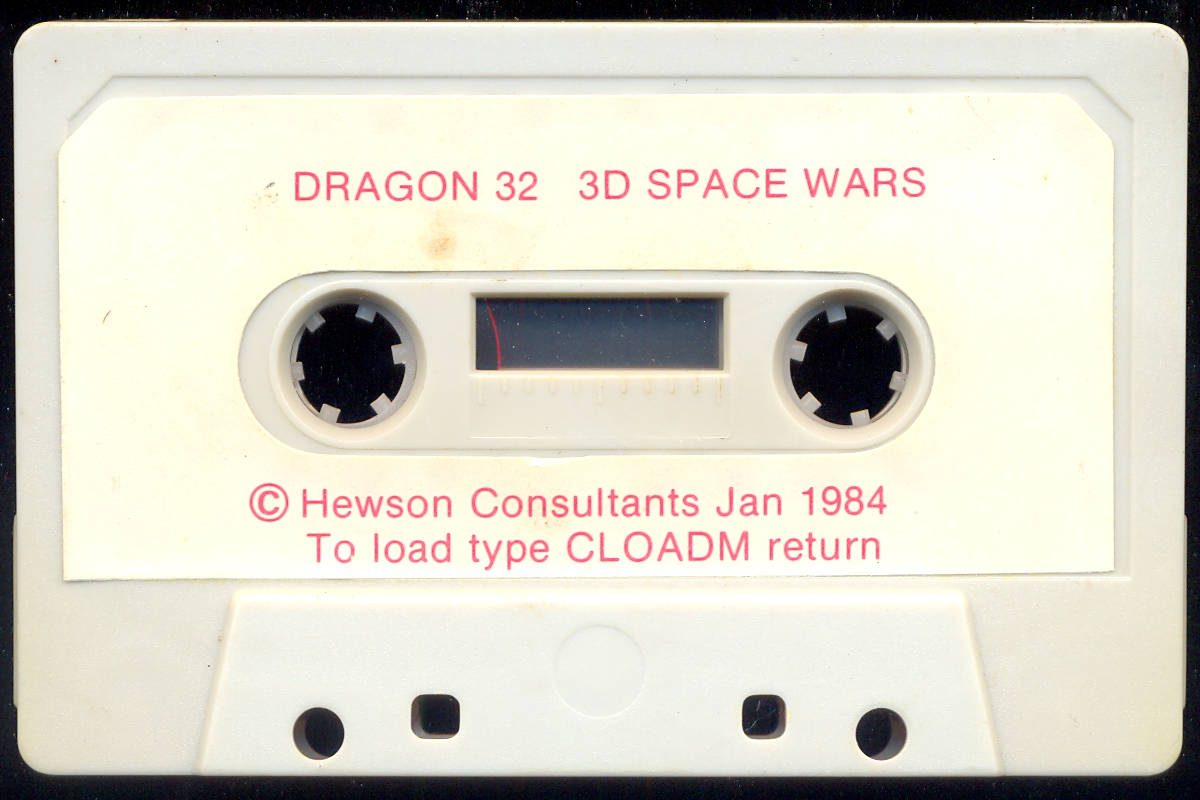 DRAGON 32 3D SPACE WARS
© Hewson Consultants Jan 1984
To load type CLOADM return